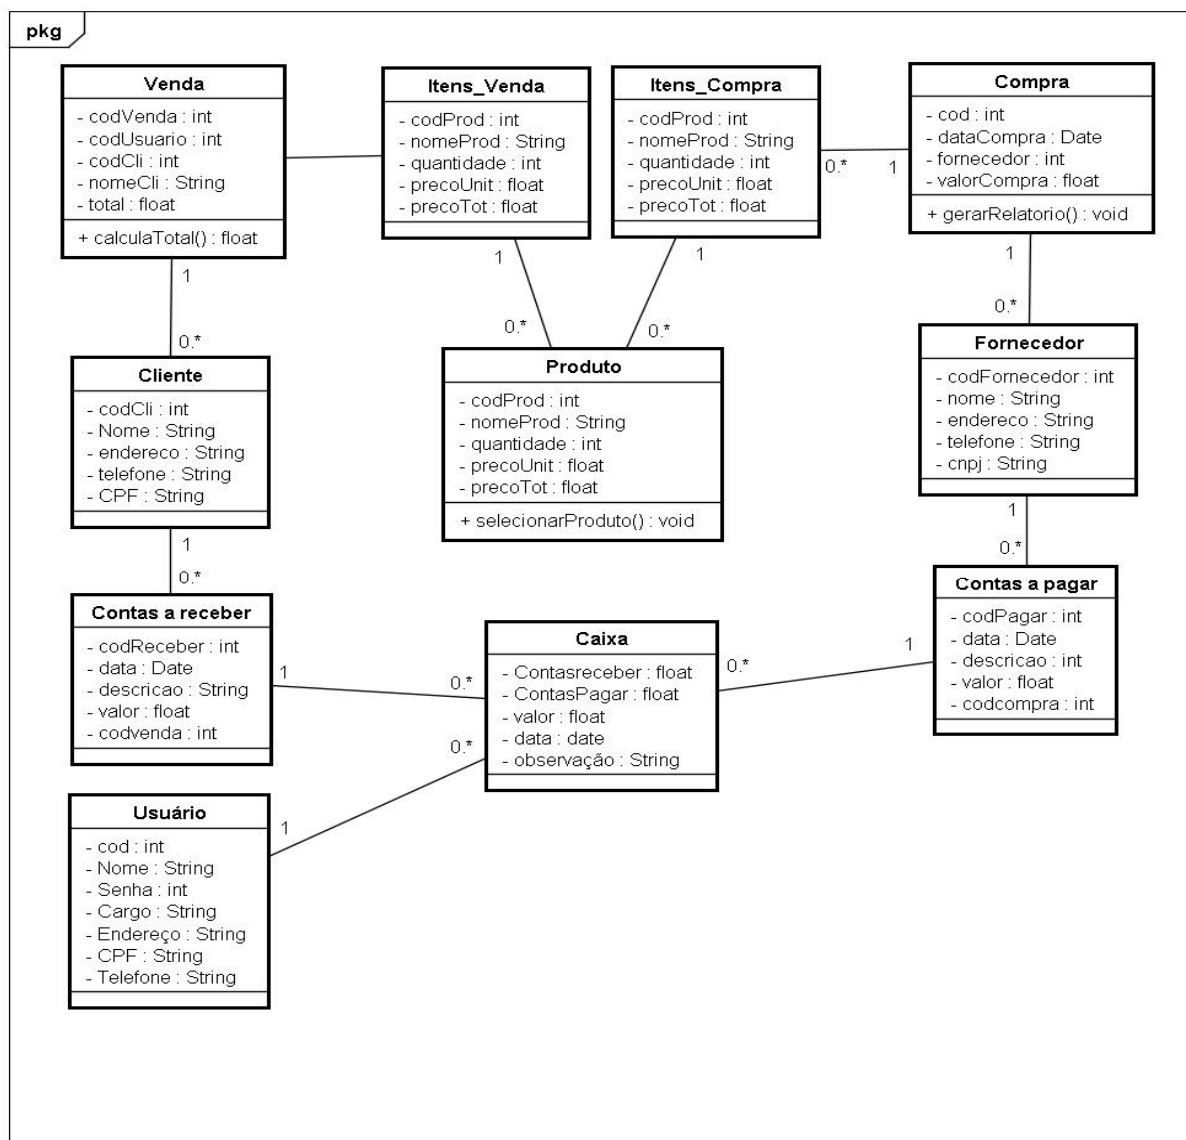 pkg
Venda
- codVenda : int
- codUsuario : int
- codCli : int
- nomeCli : String
- total : float
+ calculaTotal() : float
Itens_Venda
- codProd : int
- nomeProd : String
- quantidade : int
- precoUnit : float
- precoTot : float
Itens_Compra
- codProd : int
- nomeProd : String
- quantidade : int
- precoUnit : float
- precoTot : float
0.*
1
Compra
- cod : int
- dataCompra : Date
- fornecedor : int
- valorCompra : float
+ gerarRelatorio() : void
1
0.*
1
0.*
1
0.*
1
0.*
Cliente
- codCli : int
- Nome : String
- endereco : String
- telefone : String
- CPF : String
Produto
- codProd : int
- nomeProd : String
- quantidade : int
- precoUnit : float
- precoTot : float
+ selecionarProduto() : void
Fornecedor
- codFornecedor : int
- nome : String
- endereco : String
- telefone : String
- cnpj : String
1
0.*
1
0.*
Contas a receber
- codReceber : int
- data : Date
- descricao : String
- valor : float
- codvenda : int
1
0.*
Caixa
- Contasreceber : float
- ContasPagar : float
- valor : float
- data : date
- observação : String
0.*
1
Contas a pagar
- codPagar : int
- data : Date
- descricao : int
- valor : float
- codcompra : int
0.*
1
Usuário
- cod : int
- Nome : String
- Senha : int
- Cargo : String
- Endereço : String
- CPF : String
- Telefone : String